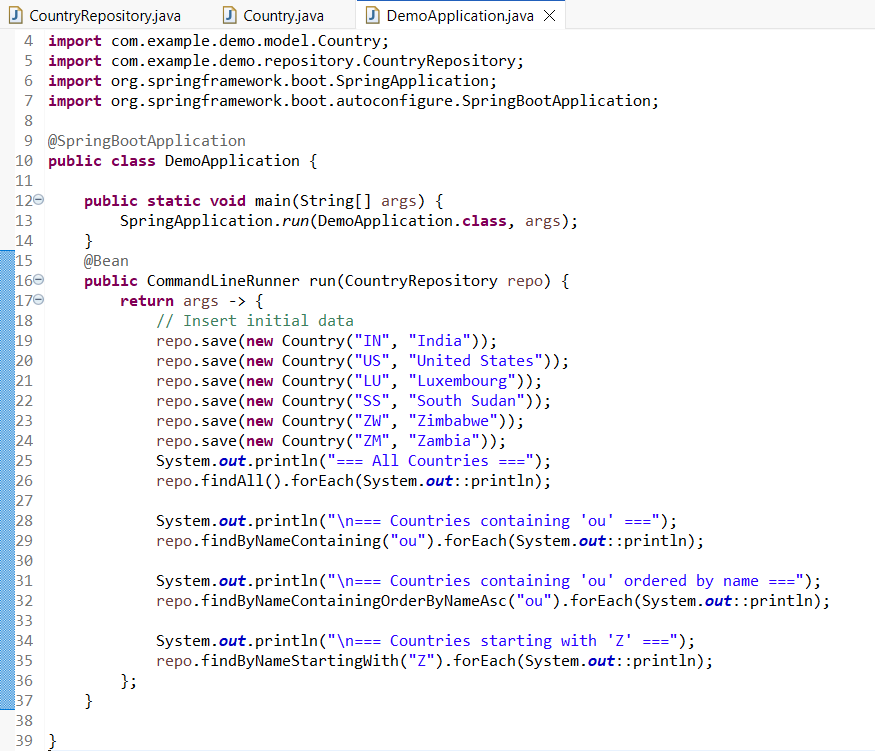 CountryRepository.java Country.java DemoApplication.java
4 import com.example.demo.model.Country;
5 import com.example.demo.repository.CountryRepository;
6 import org.springframework.boot.SpringApplication;
7 import org.springframework.boot.autoconfigure.SpringBootApplication;
8
9 @SpringBootApplication
10 public class DemoApplication {
11
12     public static void main(String[] args) {
13         SpringApplication.run(DemoApplication.class, args);
14     }
15     @Bean
16     public CommandLineRunner run(CountryRepository repo) {
17         return args -> {
18             // Insert initial data
19             repo.save(new Country("IN", "India"));
20             repo.save(new Country("US", "United States"));
21             repo.save(new Country("LU", "Luxembourg"));
22             repo.save(new Country("SS", "South Sudan"));
23             repo.save(new Country("ZW", "Zimbabwe"));
24             repo.save(new Country("ZM", "Zambia"));
25             System.out.println("=== All Countries ===");
26             repo.findAll().forEach(System.out::println);
27
28             System.out.println("\n=== Countries containing 'ou' ===");
29             repo.findByNameContaining("ou").forEach(System.out::println);
30
31             System.out.println("\n=== Countries containing 'ou' ordered by name ===");
32             repo.findByNameContainingOrderByNameAsc("ou").forEach(System.out::println);
33
34             System.out.println("\n=== Countries starting with 'Z' ===");
35             repo.findByNameStartingWith("Z").forEach(System.out::println);
36         };
37     }
38
39 }